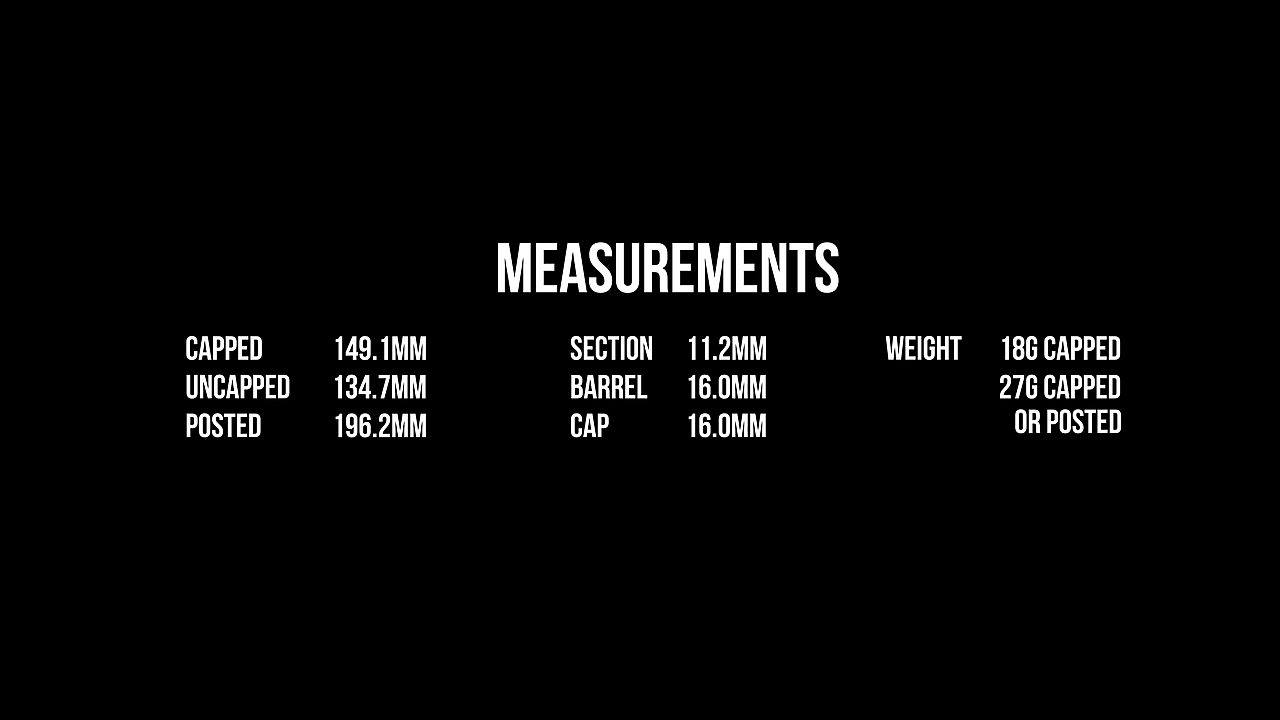 MEASUREMENTS
CAPPED 149.1MM
UNCAPPED 134.7MM
POSTED 196.2MM
SECTION 11.2MM
BARREL 16.0MM
CAP 16.0MM
WEIGHT 18G CAPPED
27G CAPPED
OR POSTED